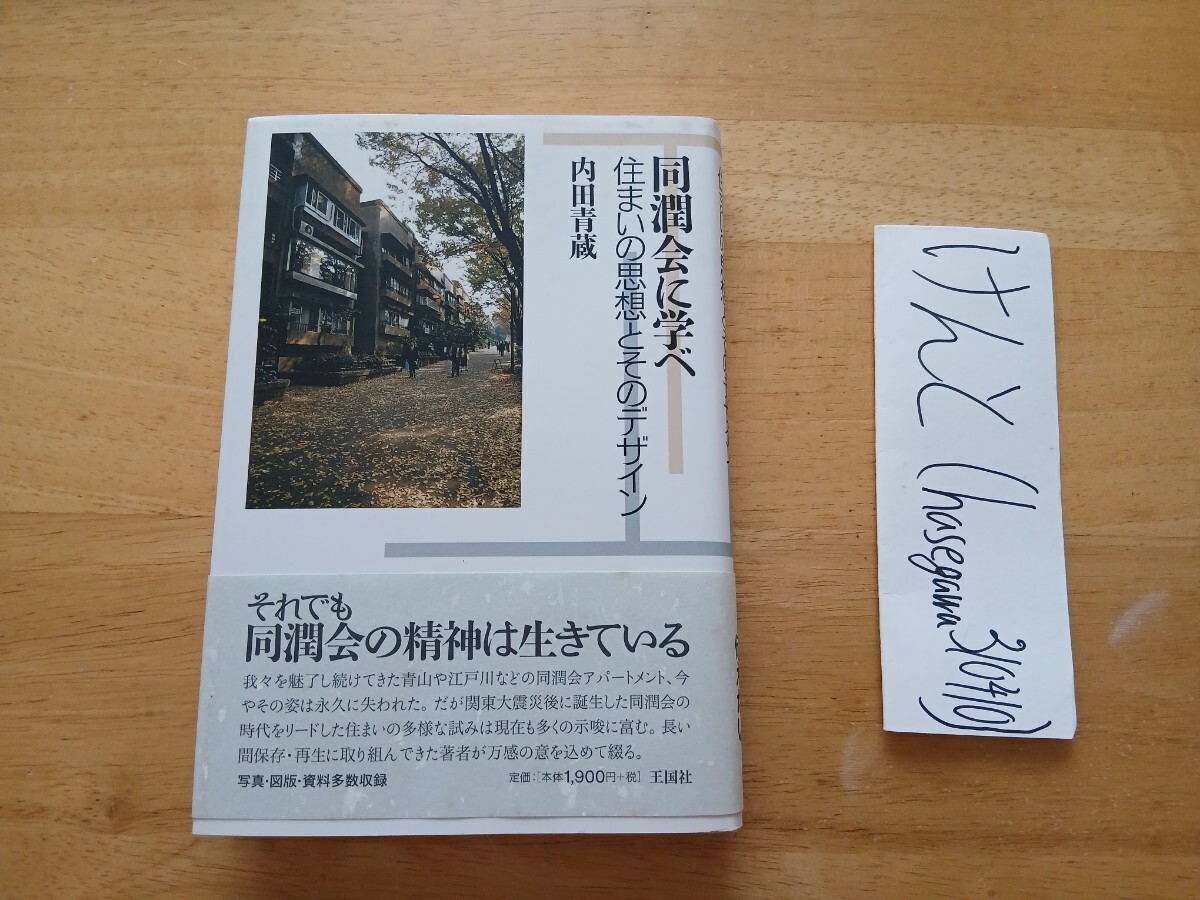 同潤会に学べ
住まいの思想とそのデザイン
内田青蔵
それでも
同潤会の精神は生きている
我々を魅了し続けてきた青山や江戸川などの同潤会アパートメント、今
やその姿は永久に失われた。だが関東大震災後に誕生した同潤会の
時代をリードした住まいの多様な試みは現在も多くの示唆に富む。長い
間保存・再生に取り組んできた著者が万感の意を込めて綴る。
写真・図版・資料多数収録
定価:[本体1,900円+税] 王国社
けんと(hasegawa310410)